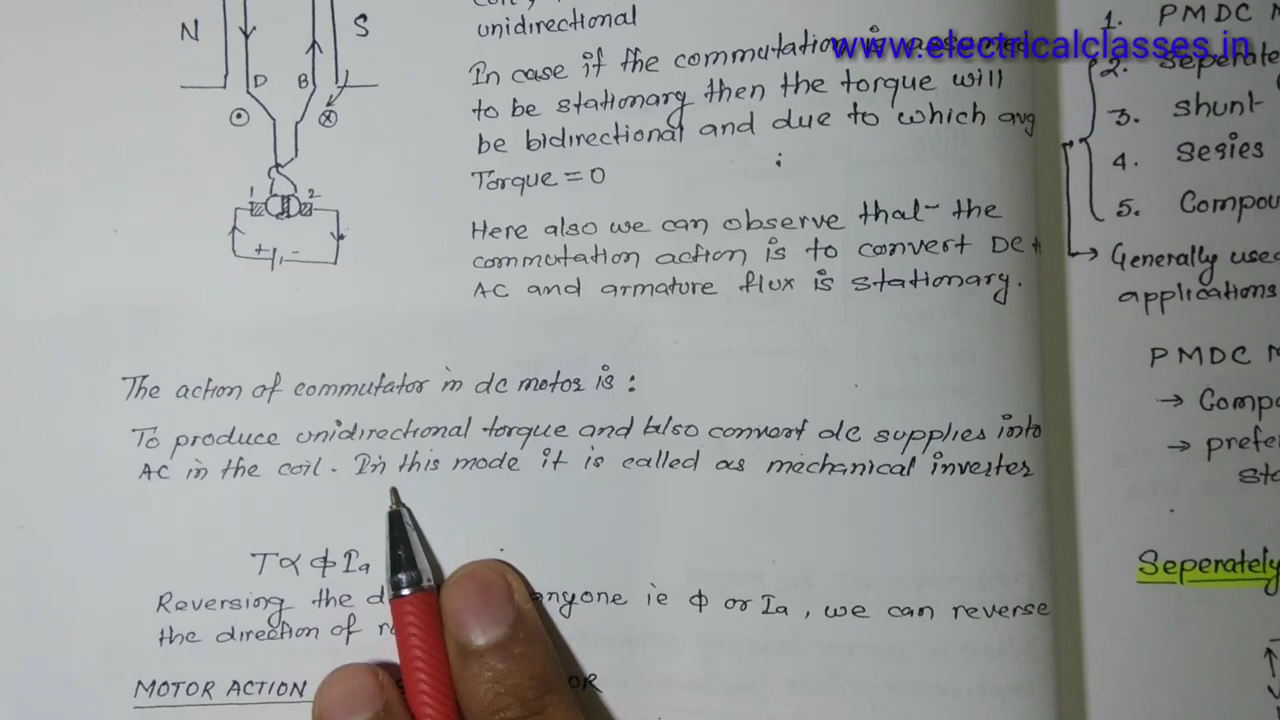 N
S
D
B
1
2
+
-
unidirectional
In case if the commutation is
to be stationary then the torque will
be bidirectional and due to which avg
Torque = 0
Here also we can observe that the
commutation action is to convert DC
AC and armature flux is stationary.
The action of commutator in dc motor is :
To produce unidirectional torque and also convert dc supplies into
AC in the coil. In this mode it is called as mechanical inverter
T ∝ ϕ Ia
Reversing the anyone ie ϕ or Ia, we can reverse
the direction of
MOTOR ACTION
www.electricalclasses.in
1. PMDC
2. Seperate
3. shunt
4. Series
5. Compou
→ Generally used
applications
PMDC
→ Compa
→ prefer
Seperately